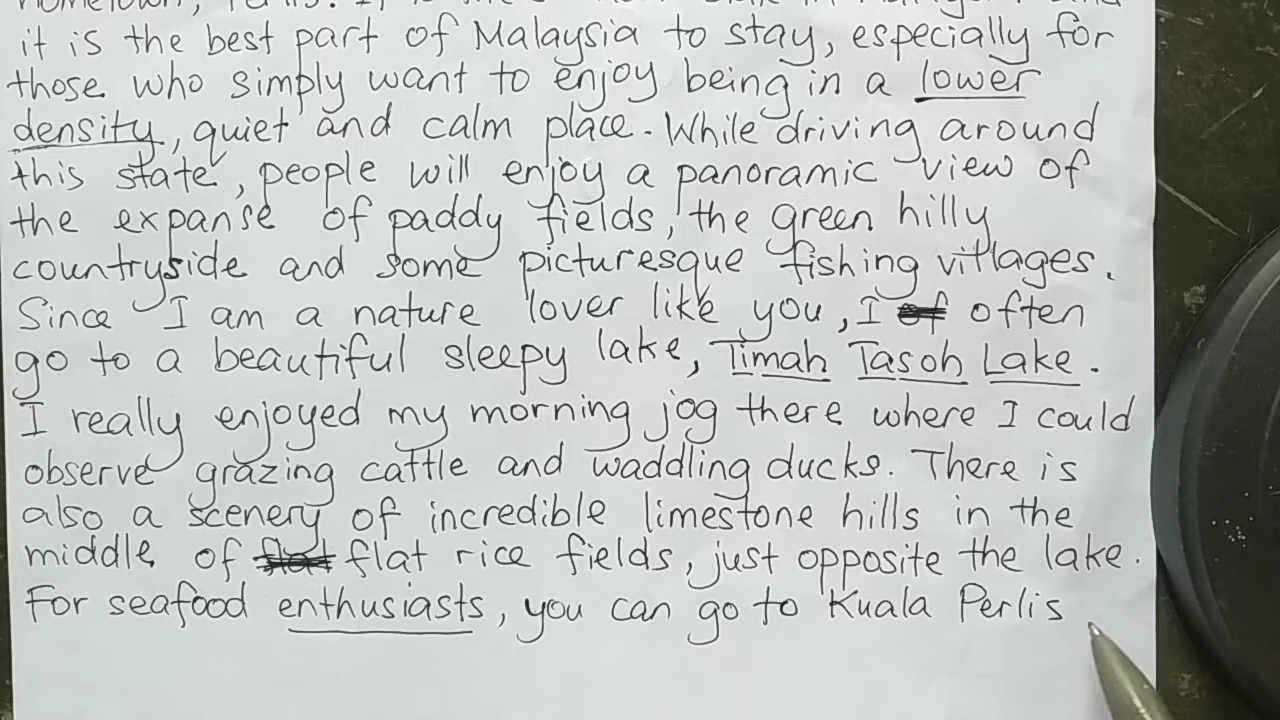 hometown, Perlis. It is
it is the best part of Malaysia to stay, especially for
those who simply want to enjoy being in a lower
density, quiet and calm place. While driving around
this state, people will enjoy a panoramic view of
the expanse of paddy fields, the green hilly
countryside and some picturesque fishing villages.
Since I am a nature lover like you, I of often
go to a beautiful sleepy lake, Timah Tasoh Lake.
I really enjoyed my morning jog there where I could
observe grazing cattle and waddling ducks. There is
also a scenery of incredible limestone hills in the
middle of flat flat rice fields, just opposite the lake.
For seafood enthusiasts, you can go to Kuala Perlis